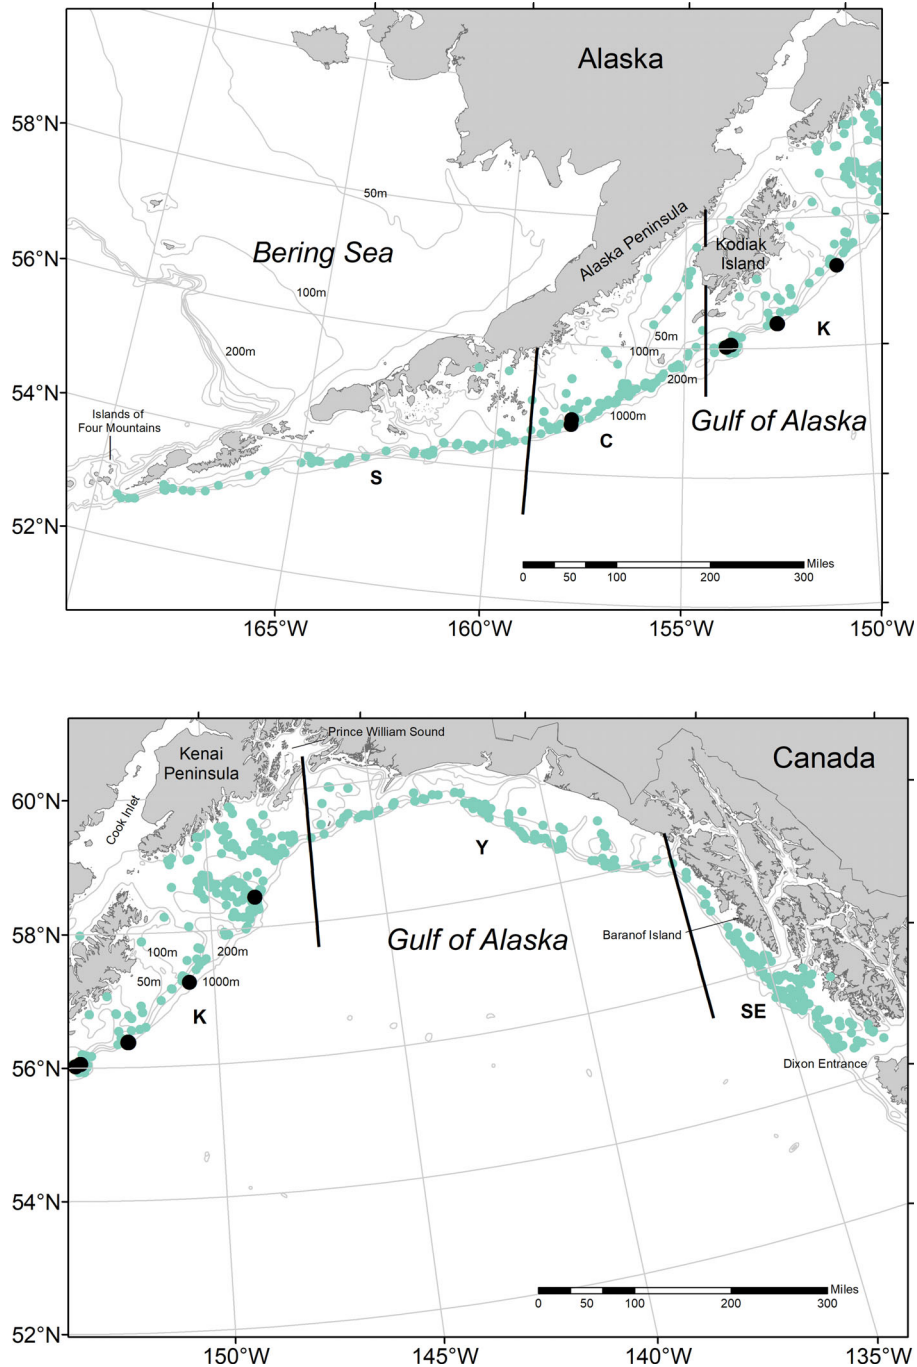 Alaska
58°N
50m
Alaska Peninsula
Bering Sea
Kodiak
Island
56°N
100m
K
50m
200m
100m
200m
54°N
Islands of
Four Mountains
1000m
Gulf of Alaska
C
S
52°N
Miles
0 50 100 200 300
165°W 160°W 155°W 150°W
Prince William Sound
Kenai
Peninsula
Canada
60°N
Cook Inlet
Y
58°N
Baranof Island
Gulf of Alaska
100m 200m
50m 1000m
K
SE
56°N
Dixon Entrance
54°N
Miles
0 50 100 200 300
52°N
150°W 145°W 140°W 135°W